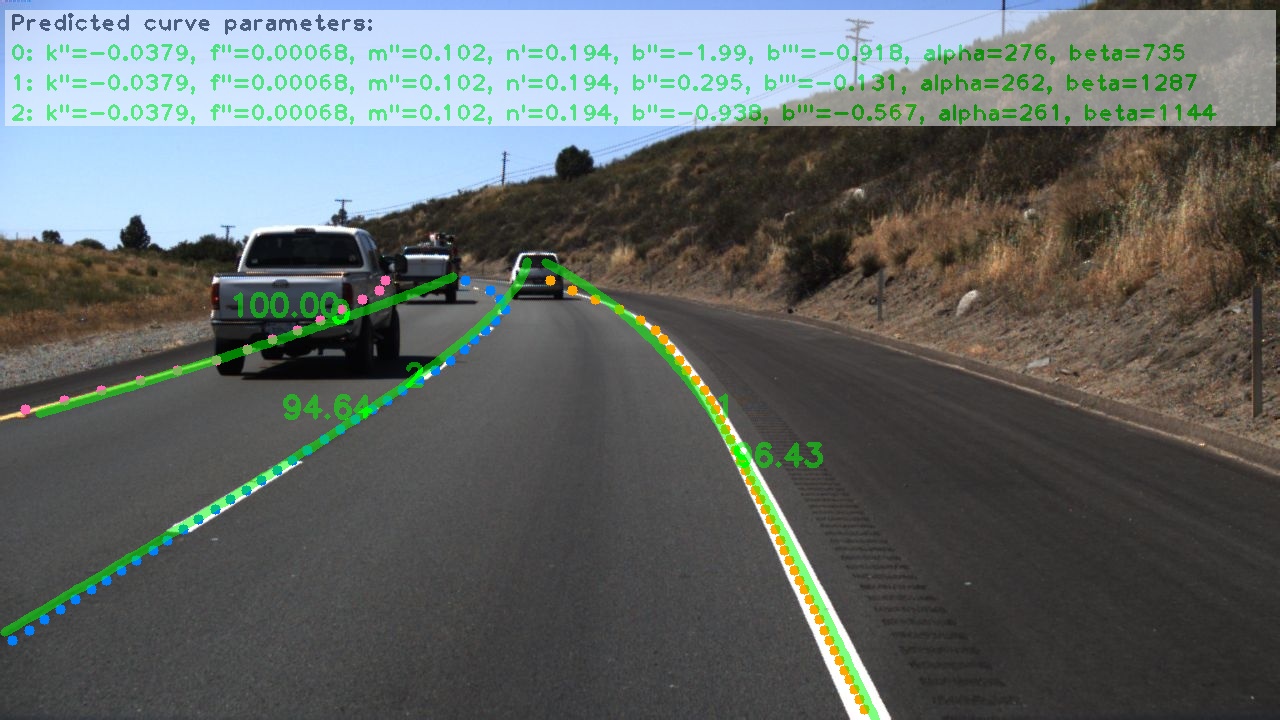 Predicted curve parameters:
0: k''=-0.0379, f''=0.00068, m''=0.102, n'=0.194, b''=-1.99, b'''=-0.918, alpha=276, beta=735
1: k''=-0.0379, f''=0.00068, m''=0.102, n'=0.194, b''=0.295, b'''=-0.131, alpha=262, beta=1287
2: k''=-0.0379, f''=0.00068, m''=0.102, n'=0.194, b''=-0.938, b'''=-0.567, alpha=261, beta=1144
100.00
0
2
94.64
1
96.43